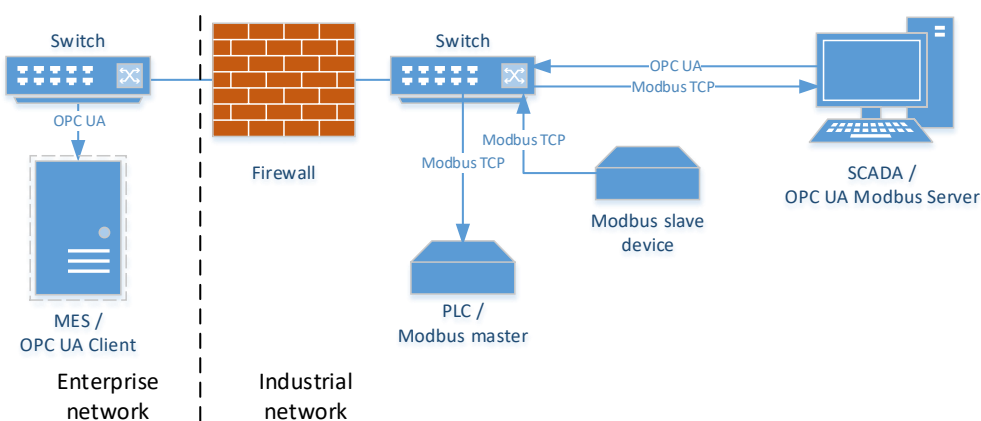 Switch
OPC UA
MES /
OPC UA Client
Enterprise
network
Firewall
Industrial
network
Switch
OPC UA
Modbus TCP
Modbus TCP
Modbus TCP
Modbus slave
device
PLC /
Modbus master
SCADA /
OPC UA Modbus Server